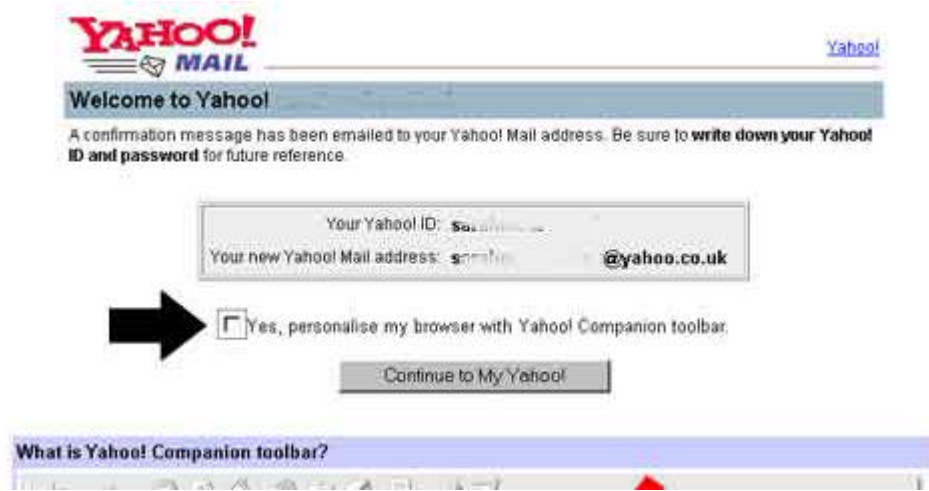 YAHOO!
MAIL
Yahoo!
Welcome to Yahoo!
A confirmation message has been emailed to your Yahoo! Mail address. Be sure to write down your Yahoo!
ID and password for future reference.
Your Yahoo! ID:
Your new Yahoo! Mail address: @yahoo.co.uk
Yes, personalise my browser with Yahoo! Companion toolbar.
Continue to My Yahoo!
What is Yahoo! Companion toolbar?